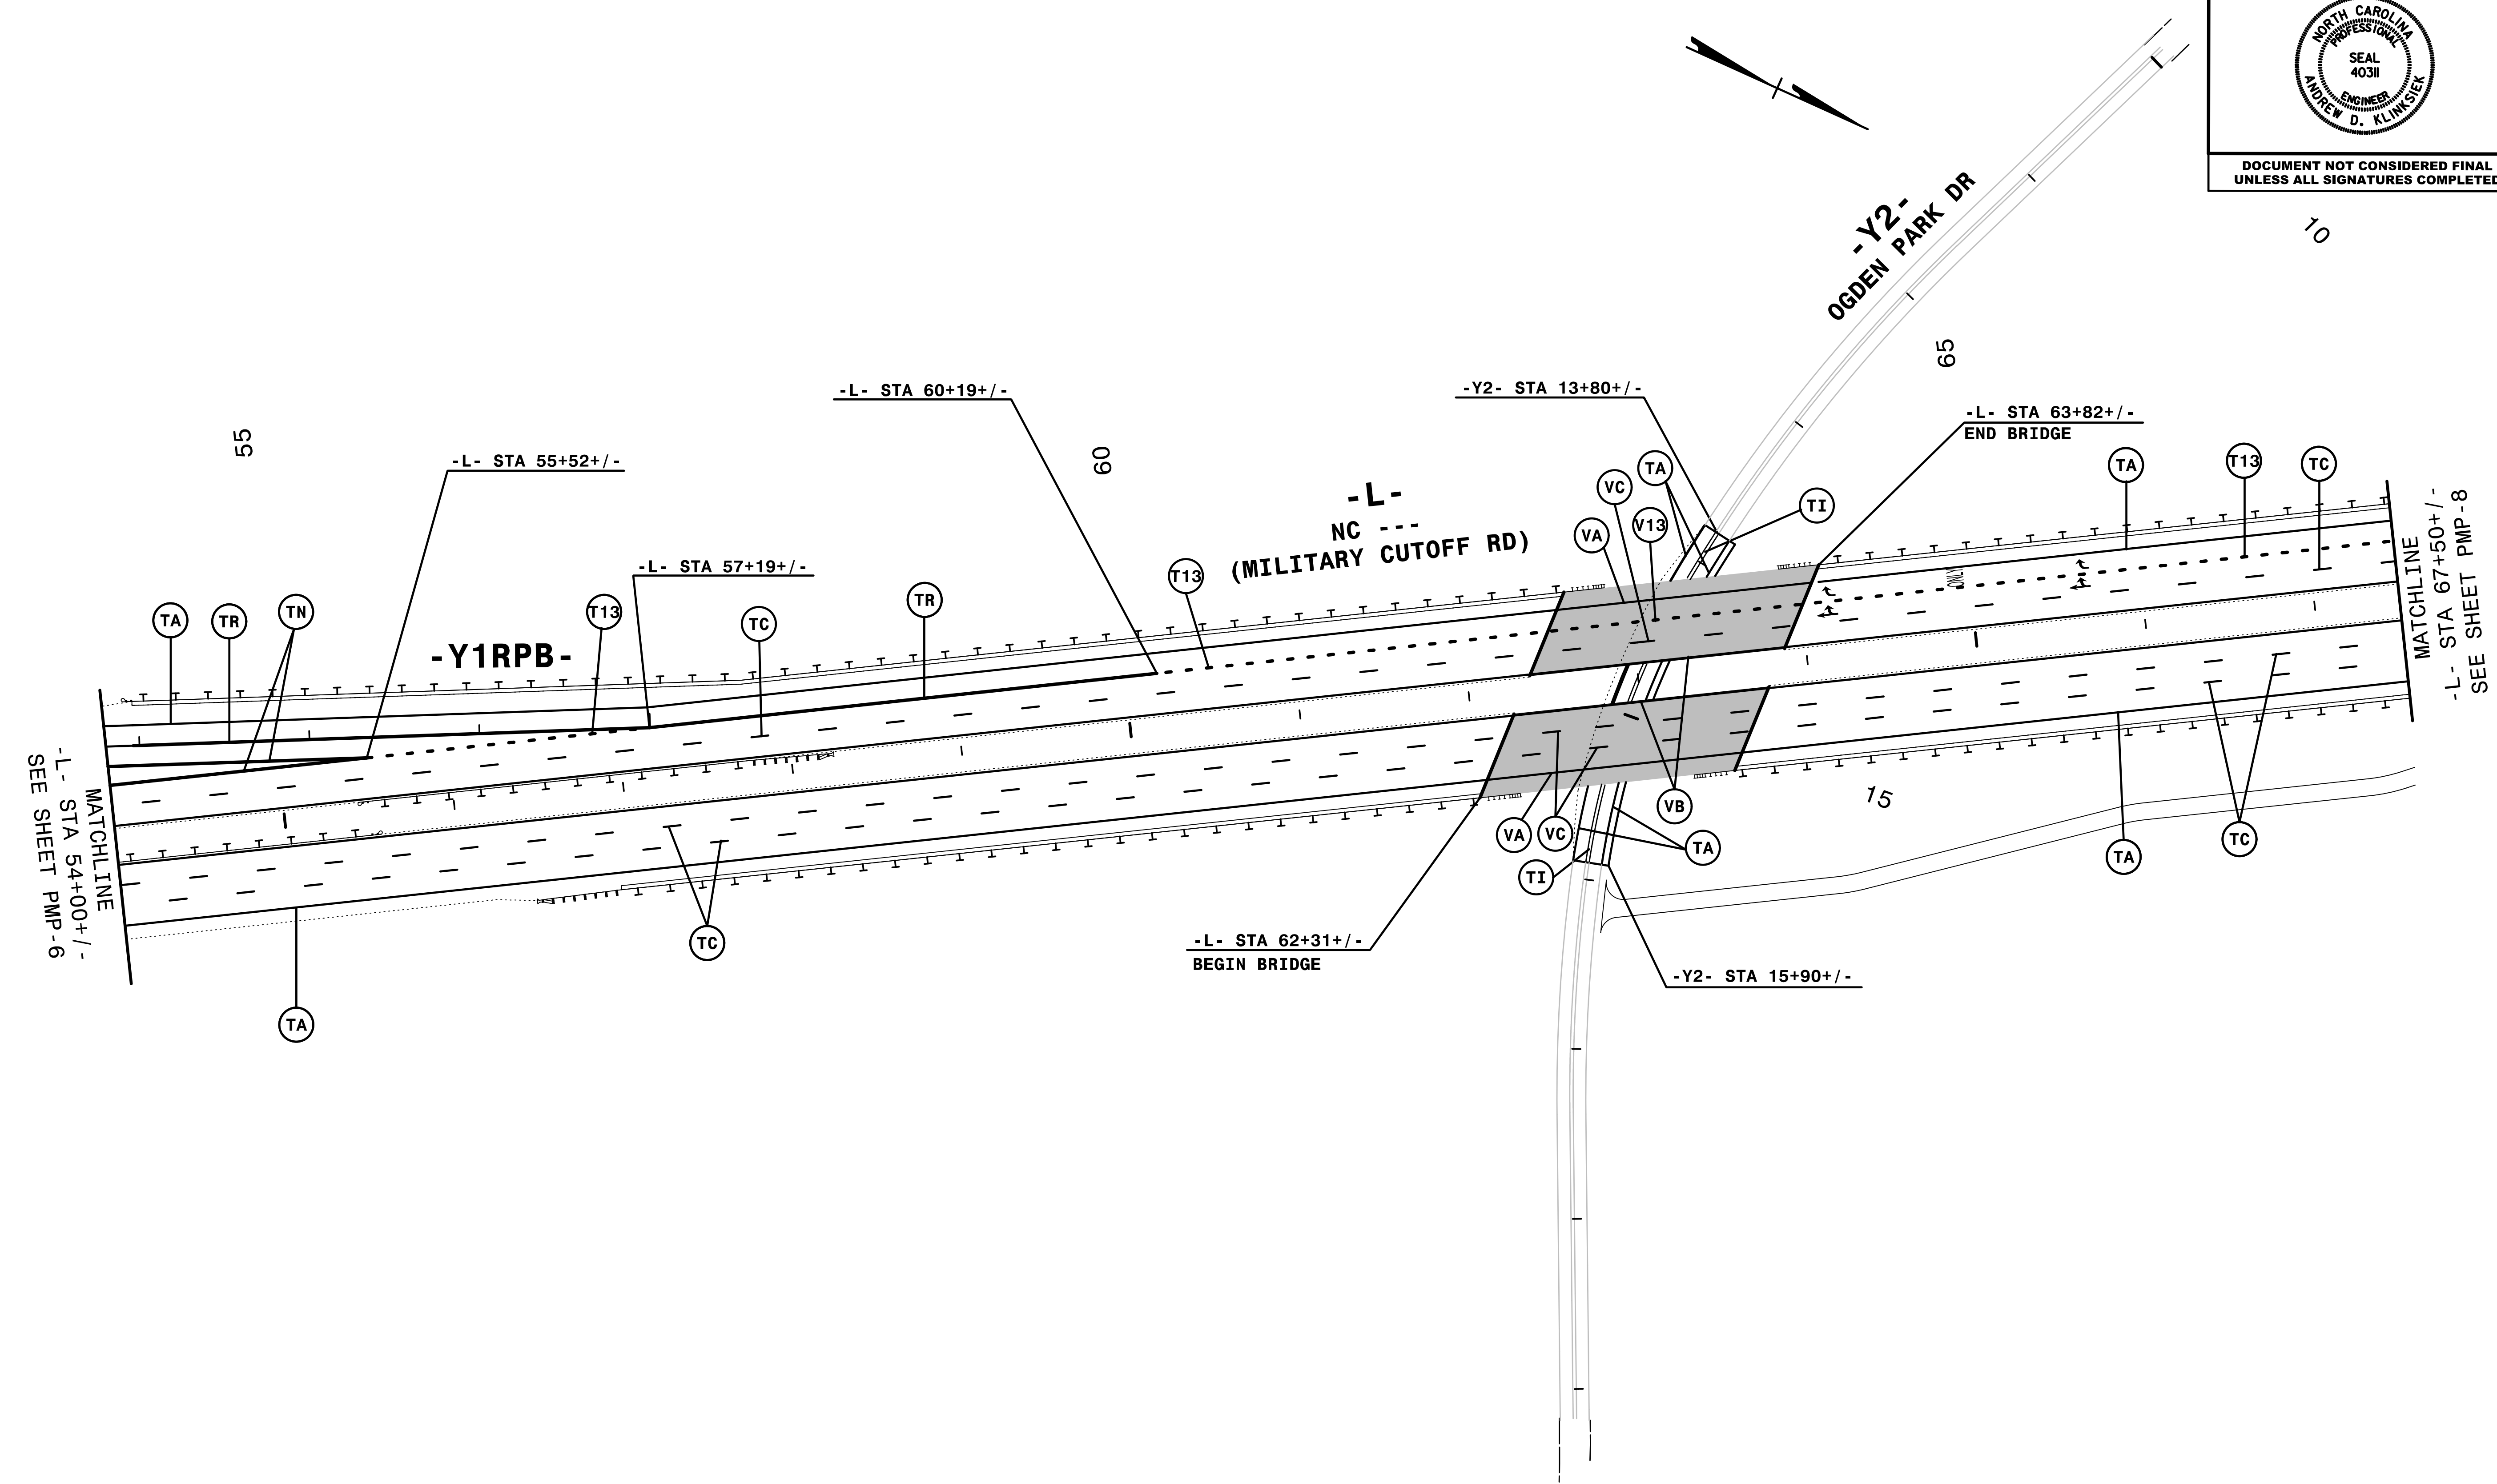 NORTH CAROLINA
PROFESSIONAL
SEAL
40311
ENGINEER
ANDREW D. KLINKSIEK
DOCUMENT NOT CONSIDERED FINAL
UNLESS ALL SIGNATURES COMPLETED
10
-Y2-
OGDEN PARK DR
65
-L- STA 60+19+/-
-Y2- STA 13+80+/-
-L- STA 63+82+/-
END BRIDGE
55
-L- STA 55+52+/-
60
-L-
NC ---
(MILITARY CUTOFF RD)
VC
TA
VA
V13
TI
TA
T13
TC
MATCHLINE
-L- STA 67+50+/-
SEE SHEET PMP-8
-L- STA 57+19+/-
TA
TR
TN
T13
TC
TR
T13
-Y1RPB-
ONLY
MATCHLINE
-L- STA 54+00+/-
SEE SHEET PMP-6
15
VA
VC
VB
TI
TA
TA
TC
TC
TA
-L- STA 62+31+/-
BEGIN BRIDGE
-Y2- STA 15+90+/-